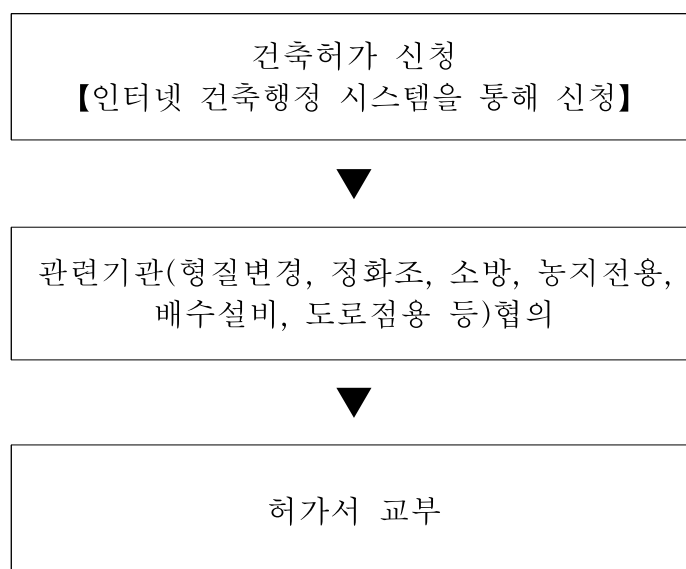 건축허가 신청
【인터넷 건축행정 시스템을 통해 신청】
관련기관(형질변경, 정화조, 소방, 농지전용,
배수설비, 도로점용 등)협의
허가서 교부